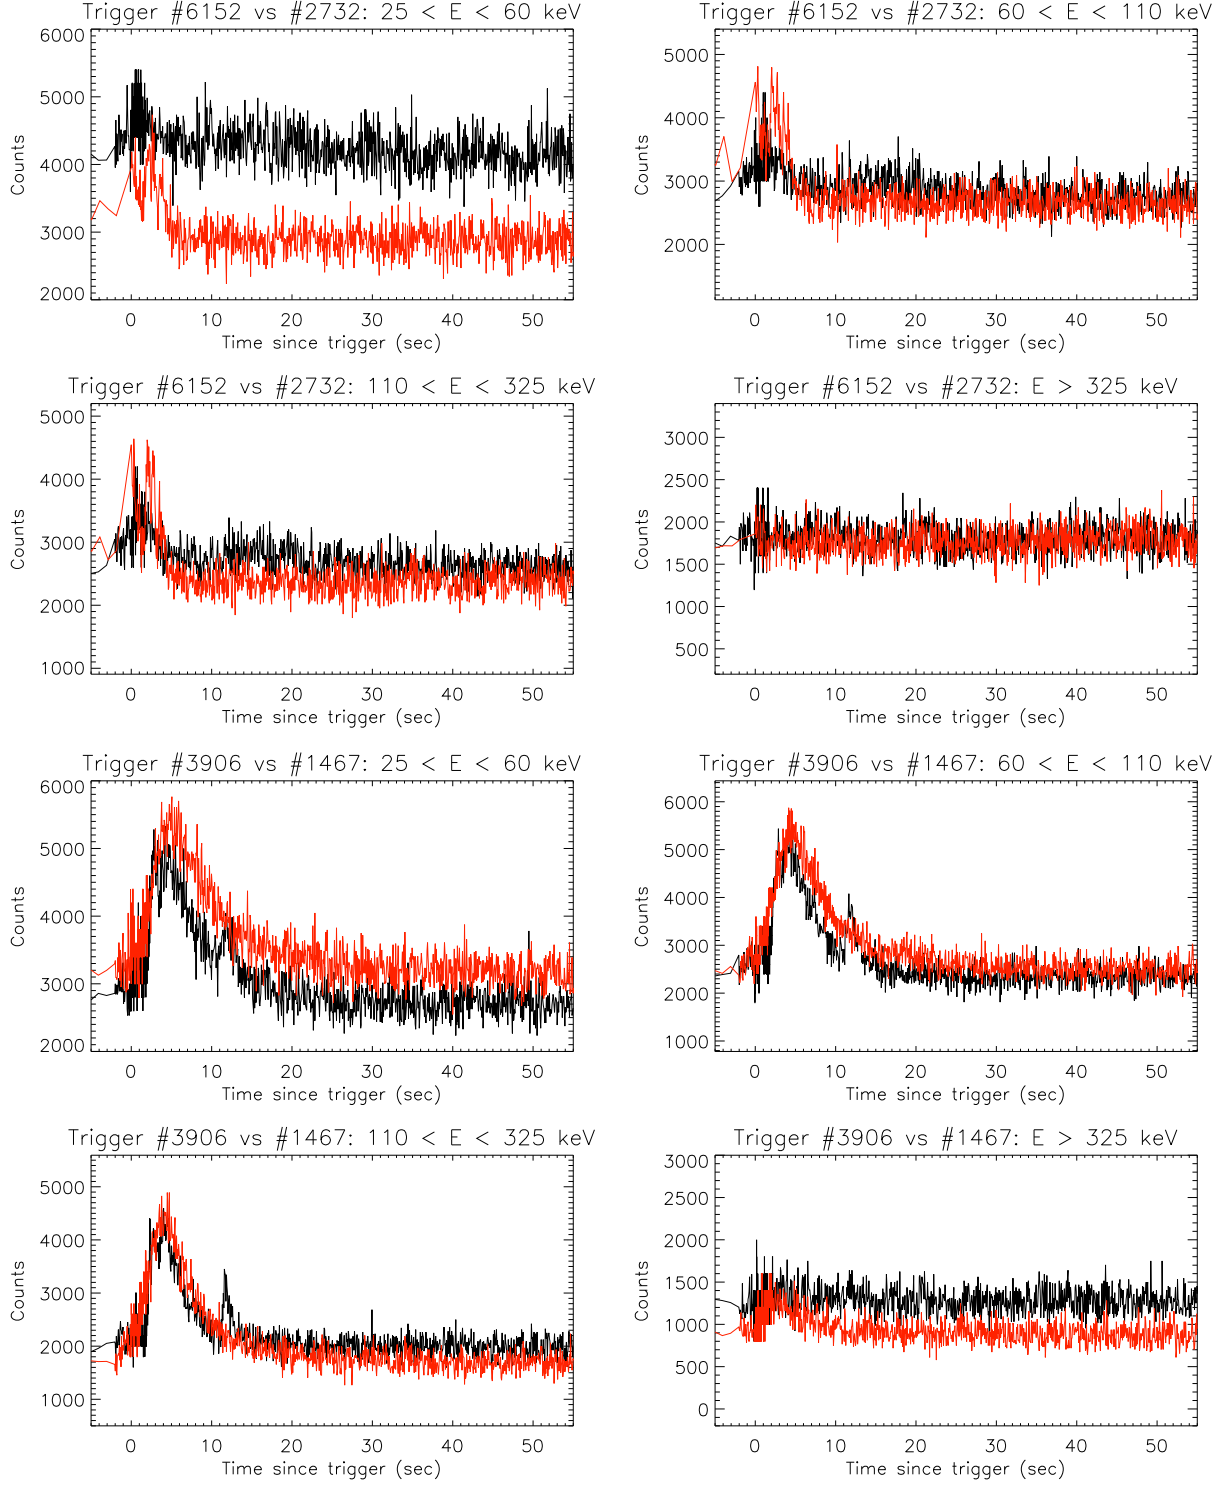 Trigger #6152 vs #2732: 25 < E < 60 keV
Trigger #6152 vs #2732: 60 < E < 110 keV
6000
5000
4000
3000
2000
Counts
0 10 20 30 40 50
Time since trigger (sec)
5000
4000
3000
2000
Counts
0 10 20 30 40 50
Time since trigger (sec)
Trigger #6152 vs #2732: 110 < E < 325 keV
Trigger #6152 vs #2732: E > 325 keV
5000
4000
3000
2000
1000
Counts
0 10 20 30 40 50
Time since trigger (sec)
3000
2500
2000
1500
1000
500
Counts
0 10 20 30 40 50
Time since trigger (sec)
Trigger #3906 vs #1467: 25 < E < 60 keV
Trigger #3906 vs #1467: 60 < E < 110 keV
6000
5000
4000
3000
2000
Counts
0 10 20 30 40 50
Time since trigger (sec)
6000
5000
4000
3000
2000
1000
Counts
0 10 20 30 40 50
Time since trigger (sec)
Trigger #3906 vs #1467: 110 < E < 325 keV
Trigger #3906 vs #1467: E > 325 keV
5000
4000
3000
2000
1000
Counts
0 10 20 30 40 50
Time since trigger (sec)
3000
2500
2000
1500
1000
500
0
Counts
0 10 20 30 40 50
Time since trigger (sec)